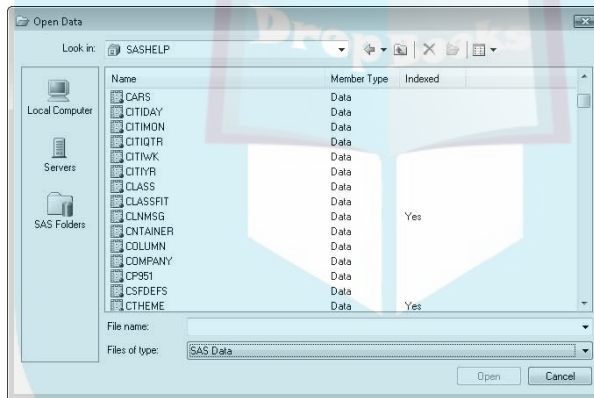 Open Data
Look in: SASHELP
Name Member Type Indexed
CARS Data
CITIDAY Data
CITIMON Data
CITIQTR Data
CITIWK Data
CITIYR Data
CLASS Data
CLASSFIT Data
CLNMSG Data Yes
CNTAINER Data
COLUMN Data
COMPANY Data
CP951 Data
CSFDEFS Data
CTHEME Data Yes
Local Computer
Servers
SAS Folders
File name:
Files of type: SAS Data
Open Cancel